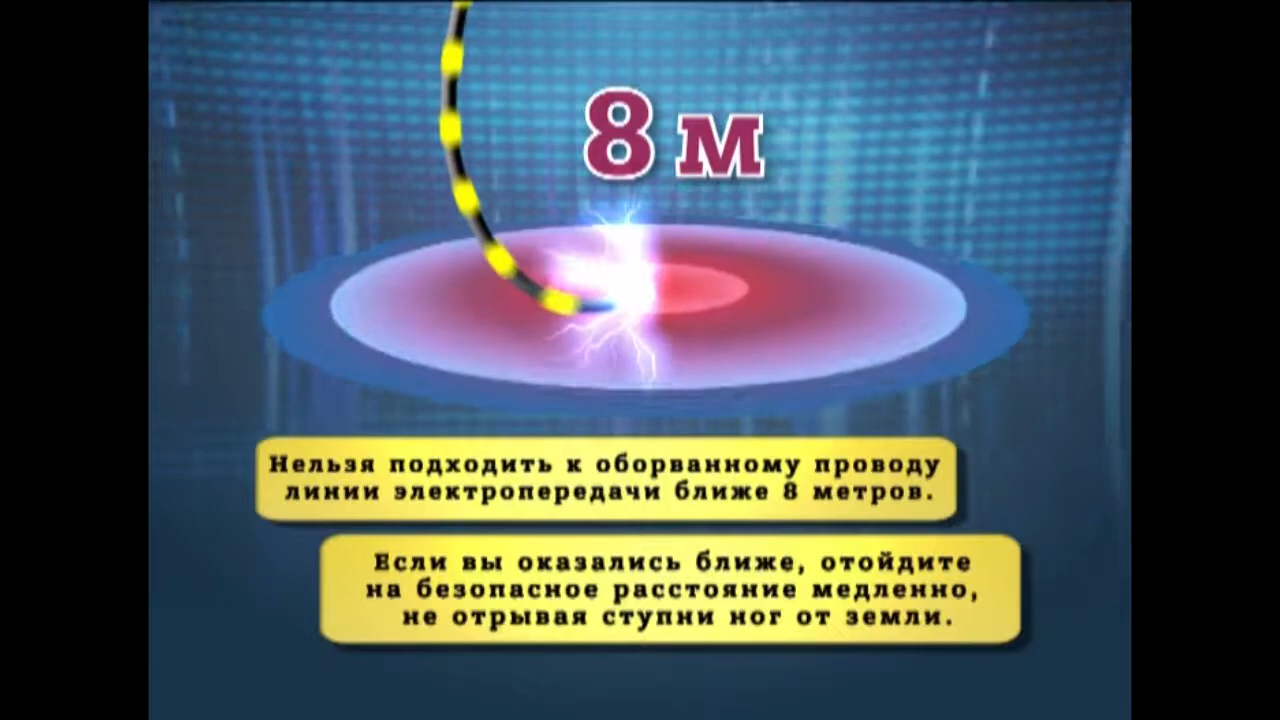 8 м
Нельзя подходить к оборванному проводу
линии электропередачи ближе 8 метров.
Если вы оказались ближе, отойдите
на безопасное расстояние медленно,
не отрывая ступни ног от земли.